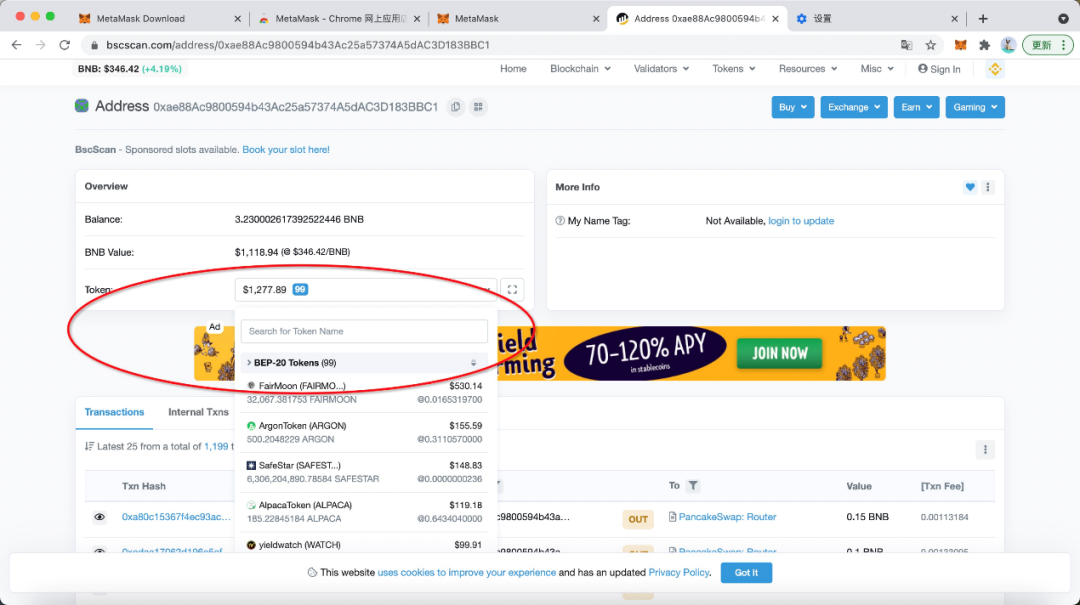 MetaMask Download
MetaMask - Chrome 网上应用店
MetaMask
Address 0xae88Ac9800594b4
设置
bscscan.com/address/0xae88Ac9800594b43Ac25a57374A5dAC3D183BBC1
更新
BNB: $346.42 (+4.19%)
Home Blockchain Validators Tokens Resources Misc Sign In
Address 0xae88Ac9800594b43Ac25a57374A5dAC3D183BBC1
Buy Exchange Earn Gaming
BscScan - Sponsored slots available. Book your slot here!
Overview
Balance: 3.230002617392522446 BNB
BNB Value: $1,118.94 (@ $346.42/BNB)
Token: $1,277.89 99
More Info
My Name Tag: Not Available, login to update
Ad
Search for Token Name
BEP-20 Tokens (99)
FairMoon (FAIRMO...) $530.14
32,067.381753 FAIRMOON @0.0165319700
ArgonToken (ARGON) $155.59
500.2048229 ARGON @0.3110570000
SafeStar (SAFEST...) $148.83
6,306,204,890.78584 SAFESTAR @0.0000000236
AlpacaToken (ALPACA) $119.18
185.22845184 ALPACA @0.6434040000
yieldwatch (WATCH) $99.91
ield
rming
70-120% APY
in stablecoins
JOIN NOW
Transactions Internal Txns
Latest 25 from a total of 1,199 t
Txn Hash To Value [Txn Fee]
0xa80c15367f4ec93ac... c9800594b43a... OUT PancakeSwap: Router 0.15 BNB 0.00113184
PancakeSwap: Router 0.1 BNB
This website uses cookies to improve your experience and has an updated Privacy Policy. Got It